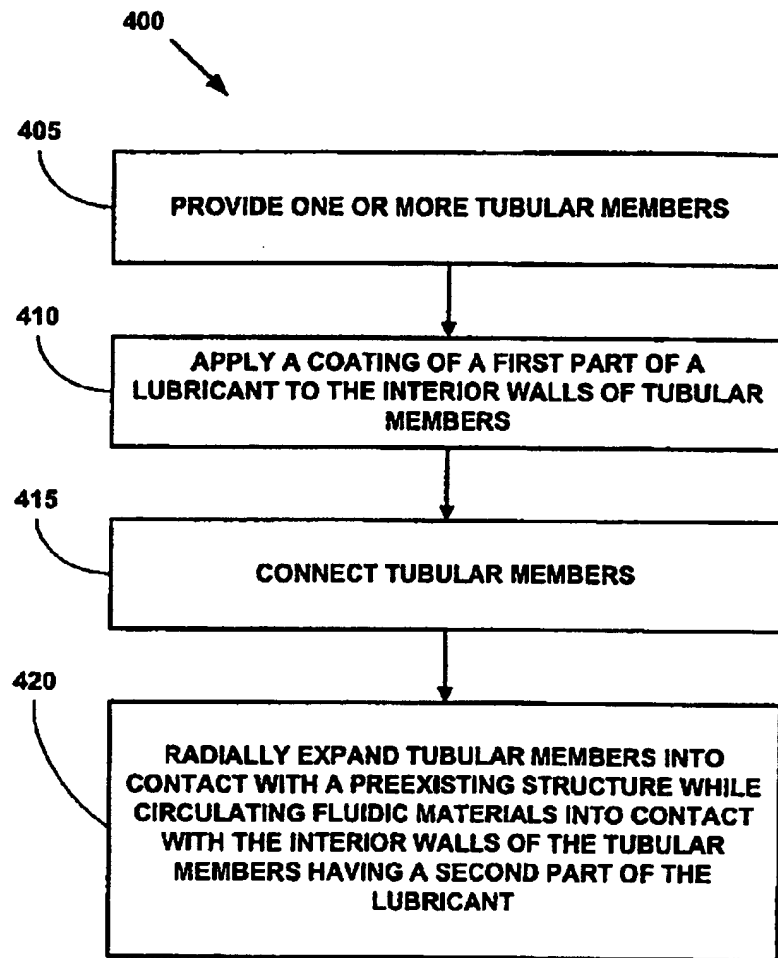 400
405
PROVIDE ONE OR MORE TUBULAR MEMBERS
410
APPLY A COATING OF A FIRST PART OF A
LUBRICANT TO THE INTERIOR WALLS OF TUBULAR
MEMBERS
415
CONNECT TUBULAR MEMBERS
420
RADIALLY EXPAND TUBULAR MEMBERS INTO
CONTACT WITH A PREEXISTING STRUCTURE WHILE
CIRCULATING FLUIDIC MATERIALS INTO CONTACT
WITH THE INTERIOR WALLS OF THE TUBULAR
MEMBERS HAVING A SECOND PART OF THE
LUBRICANT